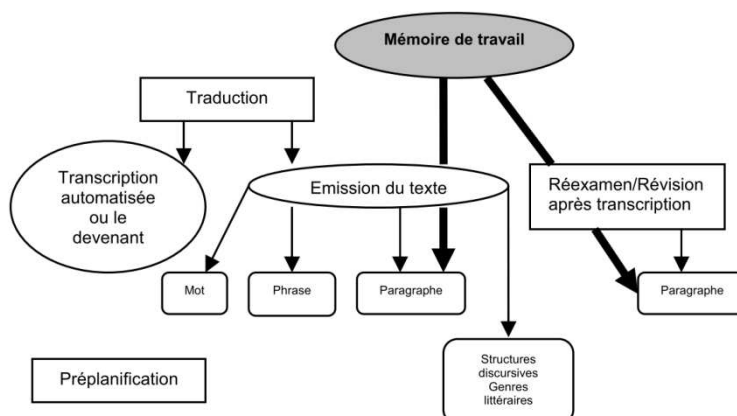 Mémoire de travail
Traduction
Transcription
automatisée
ou le
devenant
Emission du texte
Réexamen/Révision
après transcription
Mot
Phrase
Paragraphe
Paragraphe
Structures
discursives
Genres
littéraires
Préplanification